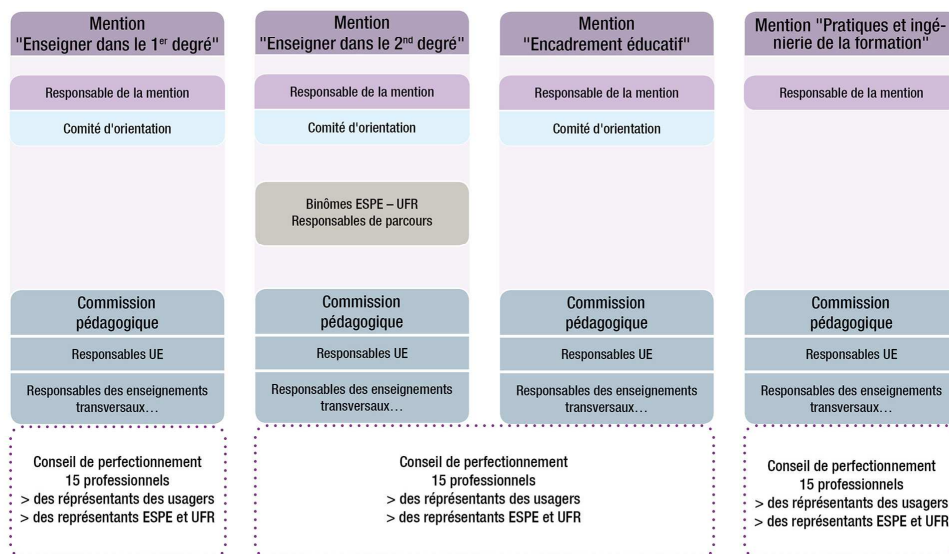 Mention
"Enseigner dans le 1er degré"
Responsable de la mention
Comité d'orientation
Commission
pédagogique
Responsables UE
Responsables des enseignements
transversaux…
Conseil de perfectionnement
15 professionnels
> des réprésentants des usagers
> des représentants ESPE et UFR
Mention
"Enseigner dans le 2nd degré"
Responsable de la mention
Comité d'orientation
Binômes ESPE – UFR
Responsables de parcours
Commission
pédagogique
Responsables UE
Responsables des enseignements
transversaux…
Mention
"Encadrement éducatif"
Responsable de la mention
Comité d'orientation
Commission
pédagogique
Responsables UE
Responsables des enseignements
transversaux…
Conseil de perfectionnement
15 professionnels
> des réprésentants des usagers
> des représentants ESPE et UFR
Mention "Pratiques et ingé-
nierie de la formation"
Responsable de la mention
Commission
pédagogique
Responsables UE
Responsables des enseignements
transversaux…
Conseil de perfectionnement
15 professionnels
> des réprésentants des usagers
> des représentants ESPE et UFR